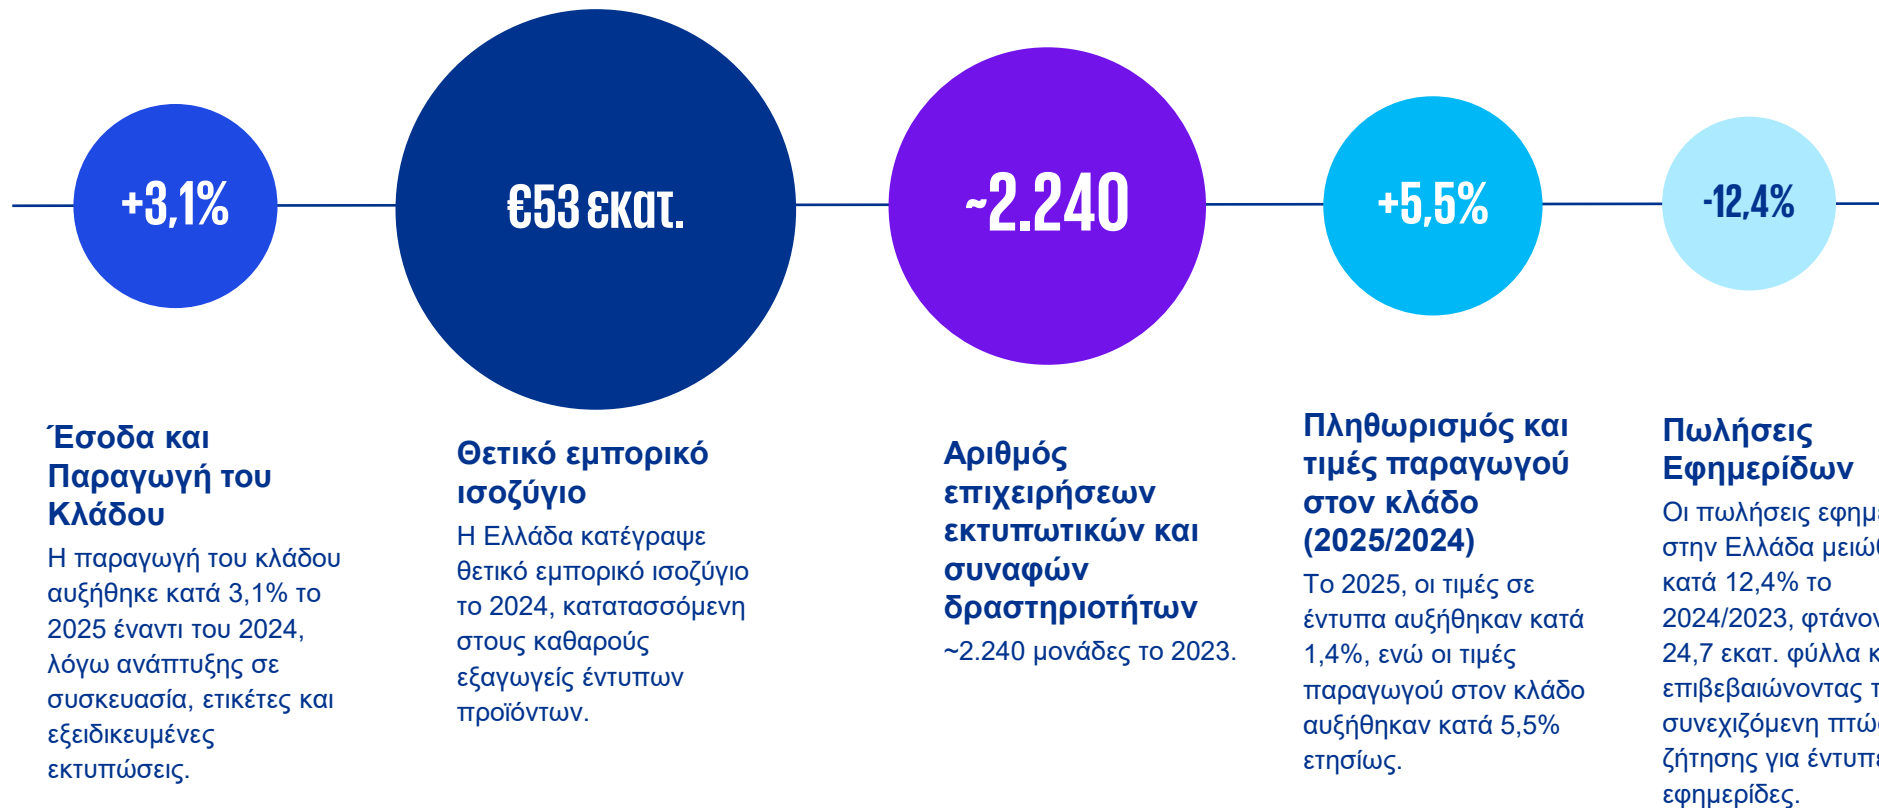 +3,1%
€53 εκατ.
~2.240
+5,5%
-12,4%
Έσοδα και
Παραγωγή του
Κλάδου
Η παραγωγή του κλάδου
αυξήθηκε κατά 3,1% το
2025 έναντι του 2024,
λόγω ανάπτυξης σε
συσκευασία, ετικέτες και
εξειδικευμένες
εκτυπώσεις.
Θετικό εμπορικό
ισοζύγιο
Η Ελλάδα κατέγραψε
θετικό εμπορικό ισοζύγιο
το 2024, κατατασσόμενη
στους καθαρούς
εξαγωγείς έντυπων
προϊόντων.
Αριθμός
επιχειρήσεων
εκτυπωτικών και
συναφών
δραστηριοτήτων
~2.240 μονάδες το 2023.
Πληθωρισμός και
τιμές παραγωγού
στον κλάδο
(2025/2024)
Το 2025, οι τιμές σε
έντυπα αυξήθηκαν κατά
1,4%, ενώ οι τιμές
παραγωγού στον κλάδο
αυξήθηκαν κατά 5,5%
ετησίως.
Πωλήσεις
Εφημερίδων
Οι πωλήσεις
στην Ελλάδα
κατά 12,4% το
2024/2023,
24,7 εκατ. φύλλα
επιβεβαιώνοντας
συνεχιζόμενη
ζήτησης για
εφημερίδες.